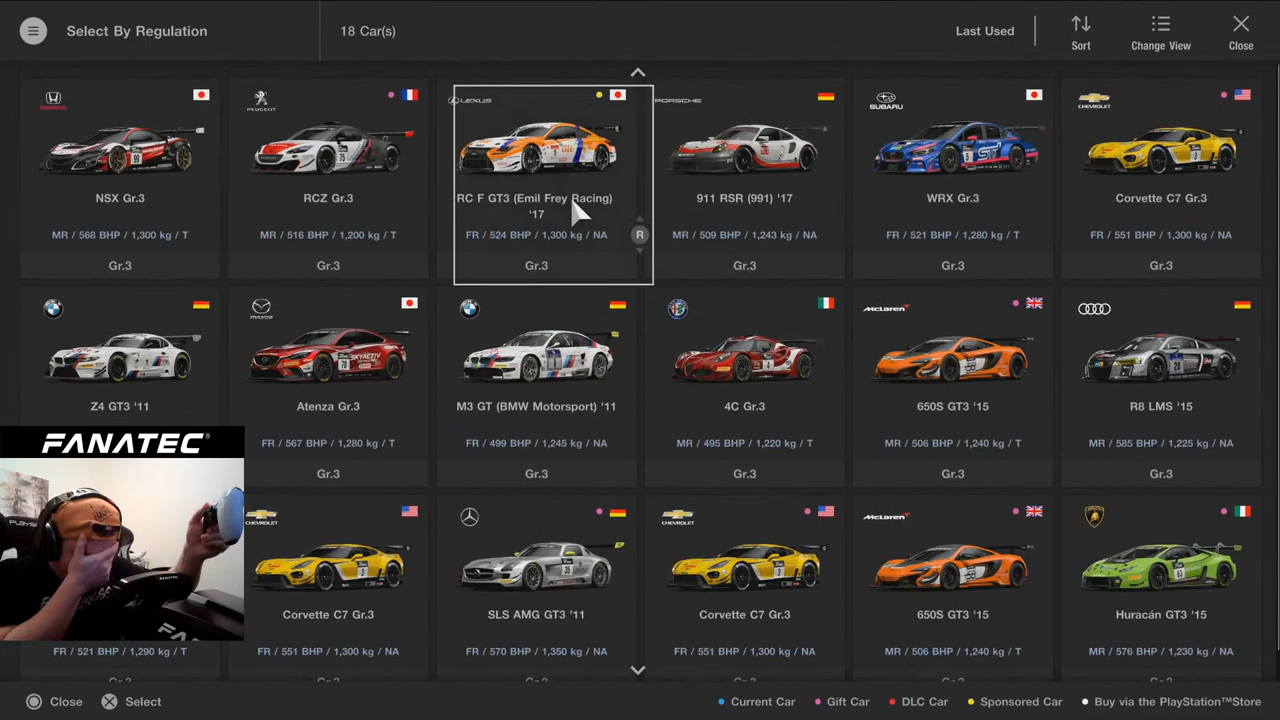 Select By Regulation
18 Car(s)
Last Used
Sort
Change View
Close
HONDA
PEUGEOT
LEXUS
PORSCHE
SUBARU
CHEVROLET
NSX Gr.3
RCZ Gr.3
RC F GT3 (Emil Frey Racing)
'17
911 RSR (991) '17
WRX Gr.3
Corvette C7 Gr.3
MR / 568 BHP / 1,300 kg / T
MR / 516 BHP / 1,200 kg / T
FR / 524 BHP / 1,300 kg / NA
R
MR / 509 BHP / 1,243 kg / NA
FR / 521 BHP / 1,280 kg / T
FR / 551 BHP / 1,300 kg / NA
Gr.3
Gr.3
Gr.3
Gr.3
Gr.3
Gr.3
mazda
McLaren
Z4 GT3 '11
Atenza Gr.3
M3 GT (BMW Motorsport) '11
4C Gr.3
650S GT3 '15
R8 LMS '15
FR / 567 BHP / 1,280 kg / T
FR / 499 BHP / 1,245 kg / NA
MR / 495 BHP / 1,220 kg / T
MR / 506 BHP / 1,240 kg / T
MR / 585 BHP / 1,225 kg / NA
Gr.3
Gr.3
Gr.3
Gr.3
Gr.3
FANATEC
CHEVROLET
CHEVROLET
McLaren
Corvette C7 Gr.3
SLS AMG GT3 '11
Corvette C7 Gr.3
650S GT3 '15
Huracán GT3 '15
FR / 521 BHP / 1,290 kg / T
FR / 551 BHP / 1,300 kg / NA
FR / 570 BHP / 1,350 kg / NA
FR / 551 BHP / 1,300 kg / NA
MR / 506 BHP / 1,240 kg / T
MR / 576 BHP / 1,230 kg / NA
Close
Select
Current Car
Gift Car
DLC Car
Sponsored Car
Buy via the PlayStation™Store